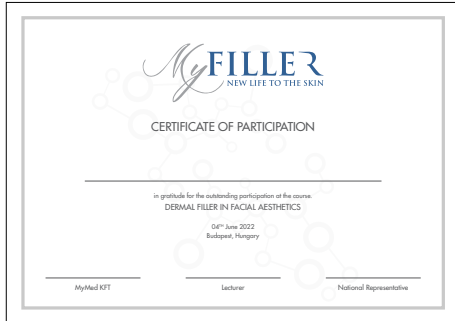 MyFILLER
NEW LIFE TO THE SKIN
CERTIFICATE OF PARTICIPATION
in gratitude for the outstanding participation at the course.
DERMAL FILLER IN FACIAL AESTHETICS
04TH June 2022
Budapest, Hungary
MyMed KFT
Lecturer
National Representative